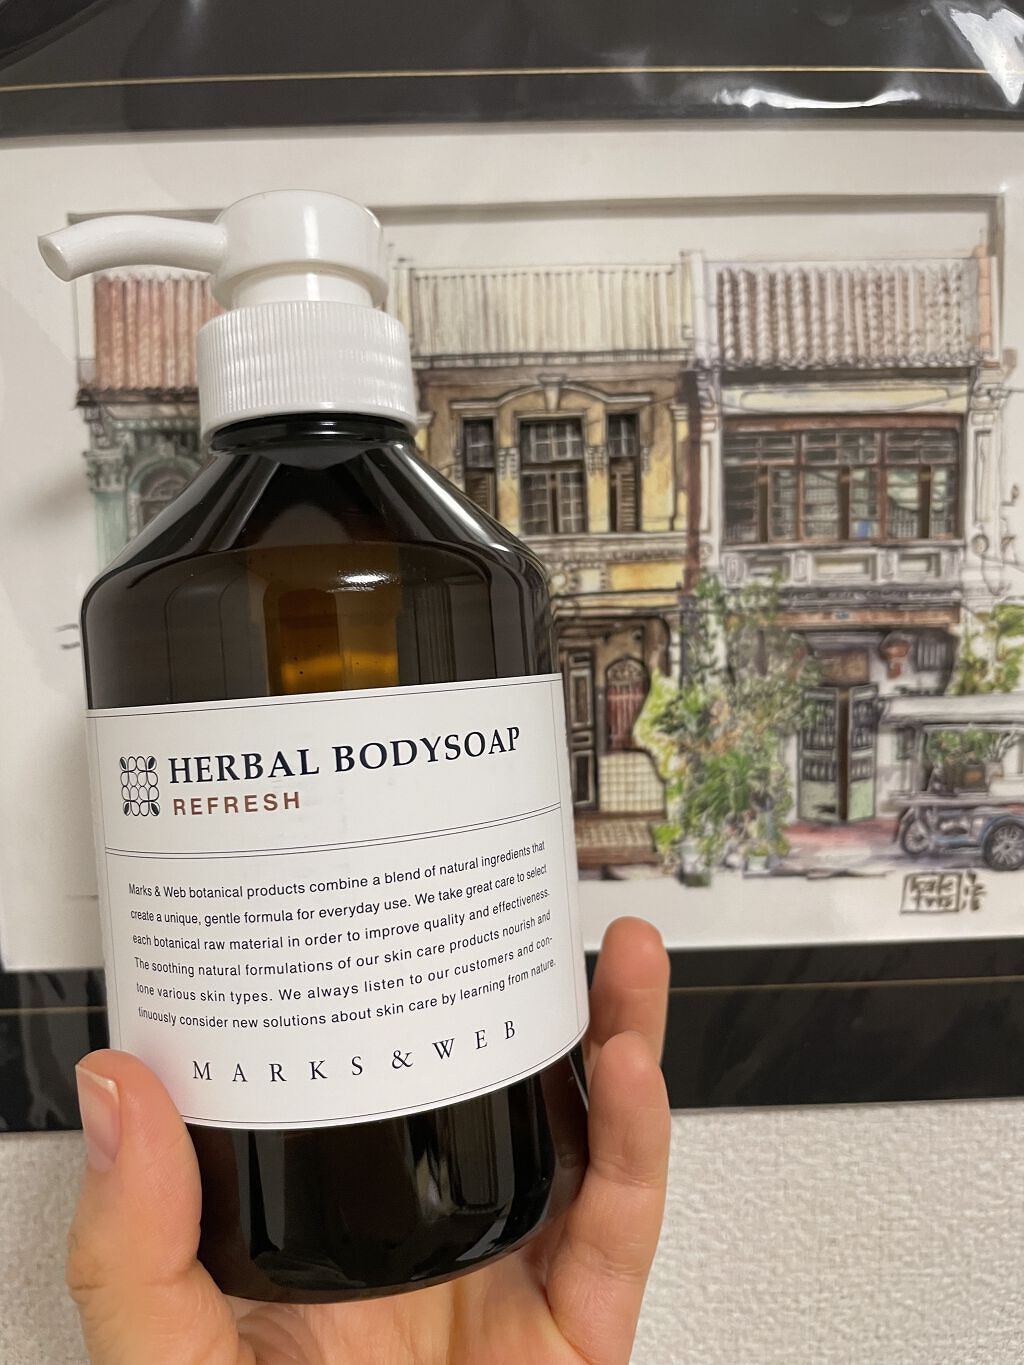 HERBAL BODYSOAP
REFRESH
Marks & Web botanical products combine a blend of natural ingredients that
create a unique, gentle formula for everyday use. We take great care to select
each botanical raw material in order to improve quality and effectiveness.
The soothing natural formulations of our skin care products nourish and
tone various skin types. We always listen to our customers and con-
tinuously consider new solutions about skin care by learning from nature.
MARKS & WEB